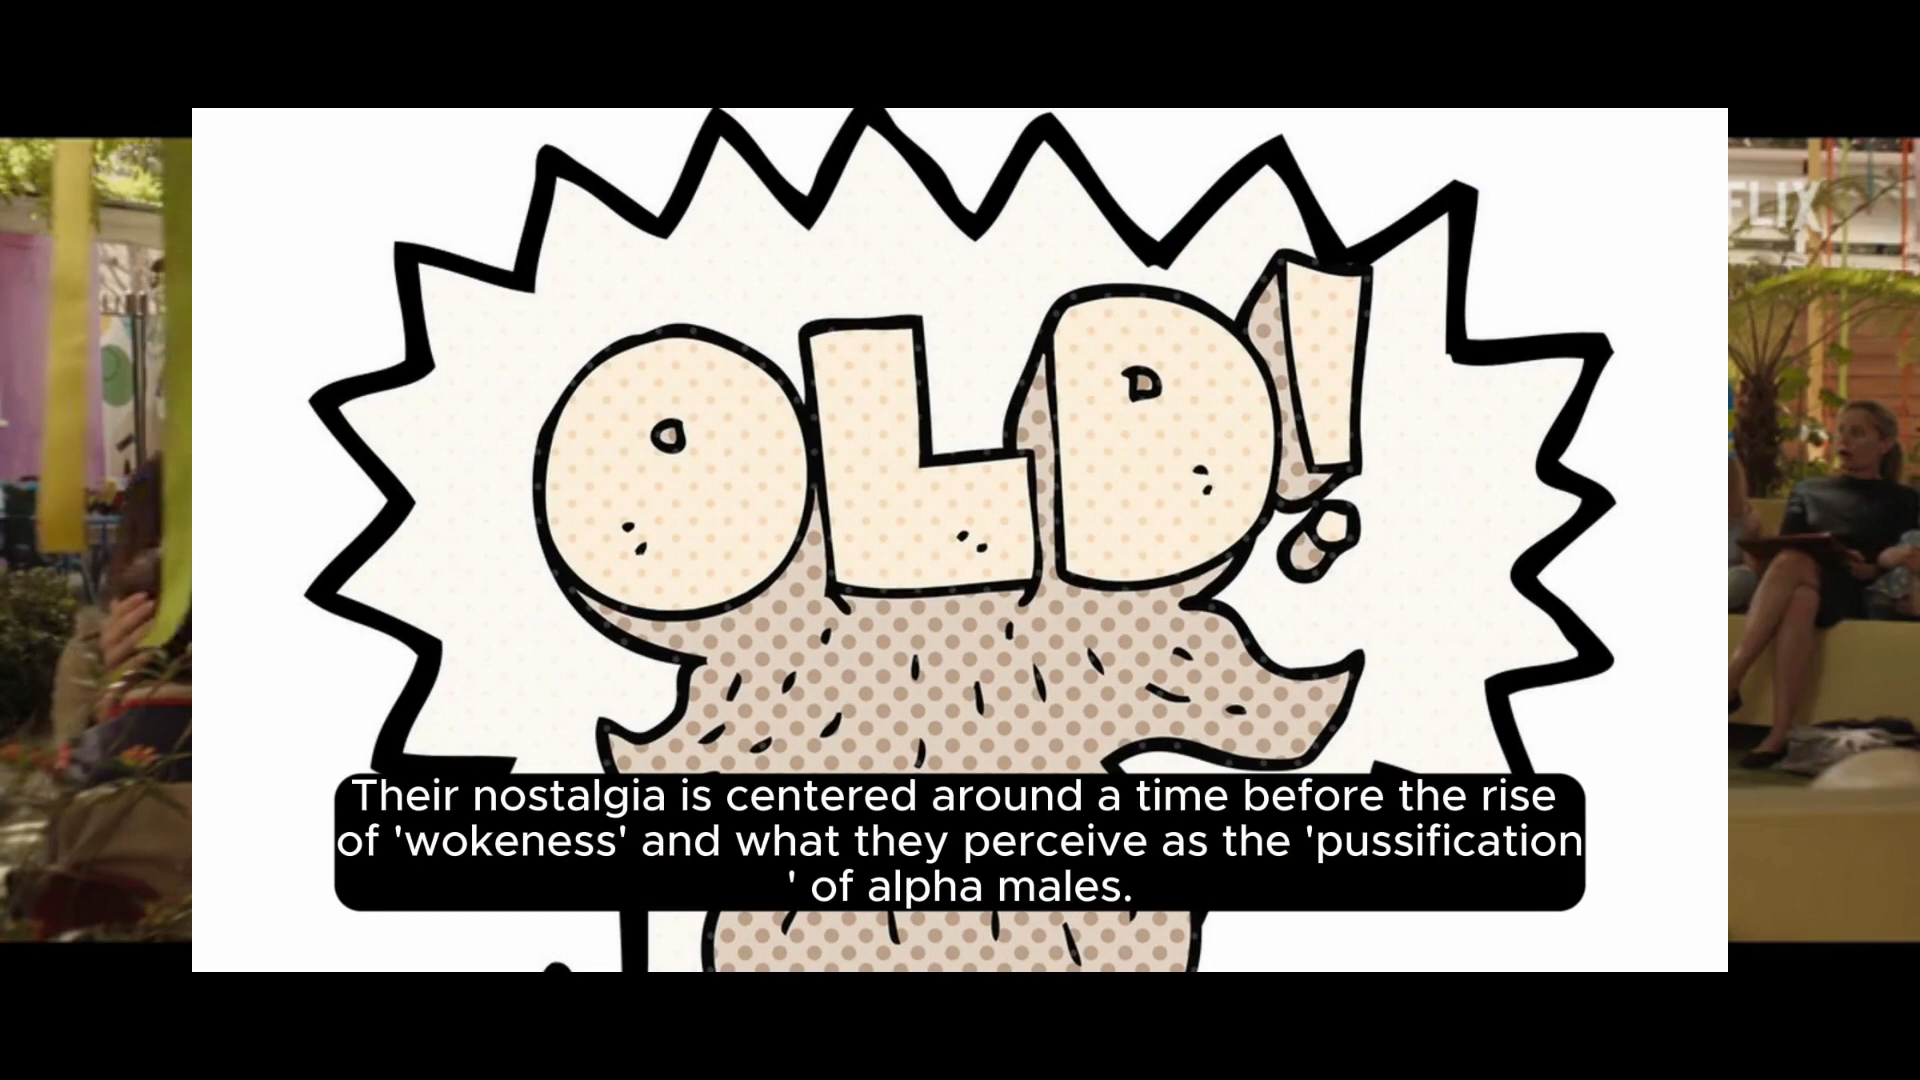 FLIX
OLD!
Their nostalgia is centered around a time before the rise
of 'wokeness' and what they perceive as the 'pussification
' of alpha males.